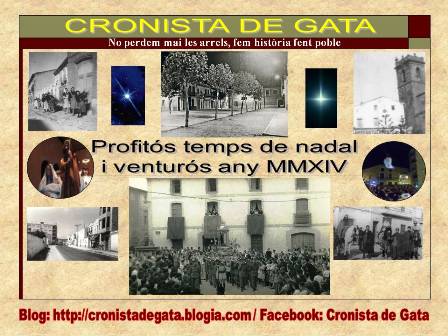 CRONISTA DE GATA
No perdem mai les arrels, fem història fent poble
Profitós temps de nadal
i venturós any MMXIV
Blog: http://cronistadegata.blogia.com/ Facebook: Cronista de Gata